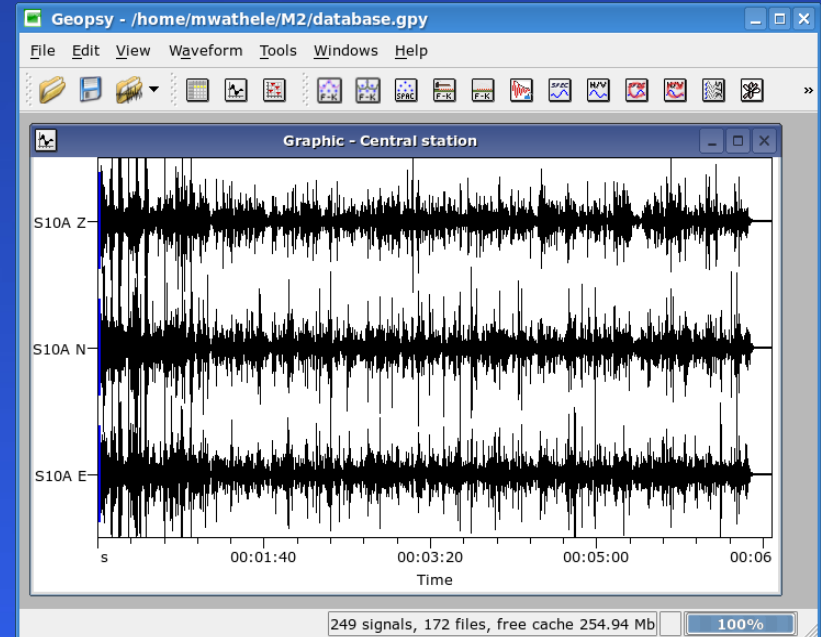 Geopsy - /home/mwathele/M2/database.gpy
File Edit View Waveform Tools Windows Help
F-K F-K SPAC F-K F-K SPEC H/V »
Graphic - Central station
S10A Z
S10A N
S10A E
s 00:01:40 00:03:20 00:05:00 00:06
Time
249 signals, 172 files, free cache 254.94 Mb 100%